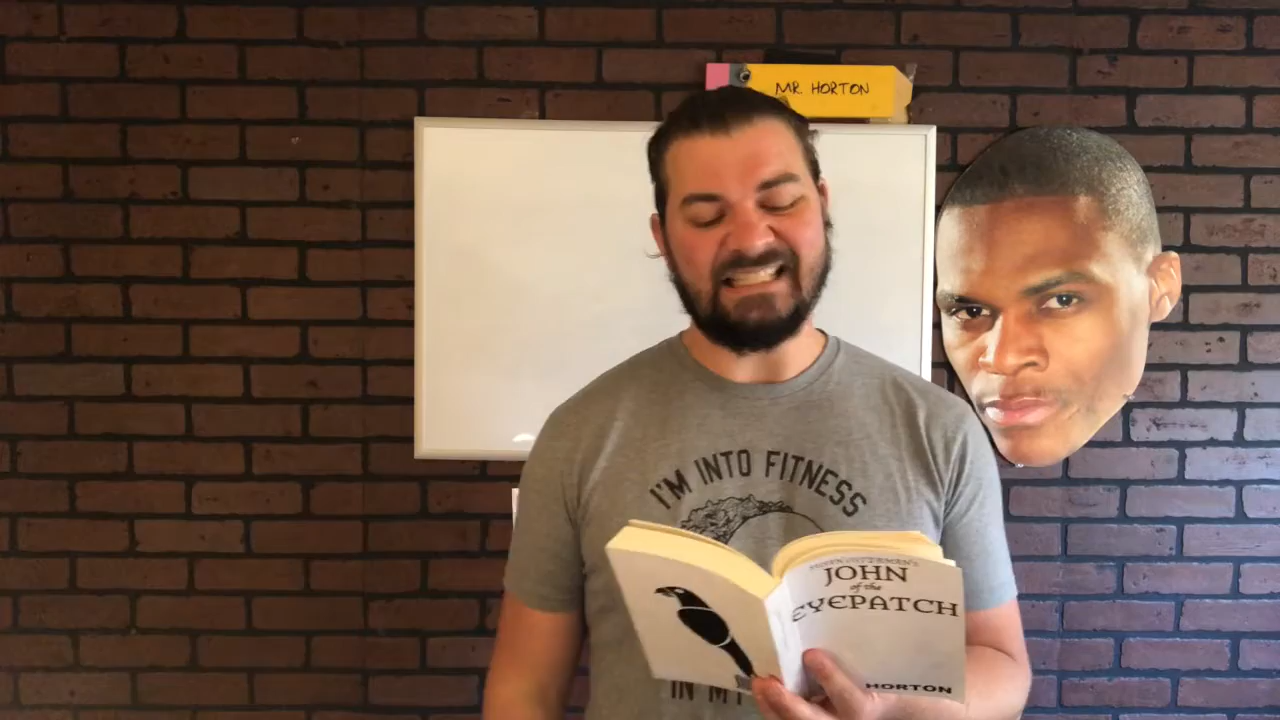 MR. HORTON
I'M INTO FITNESS
JOHN
of the
EYEPATCH
HORTON
IN MY